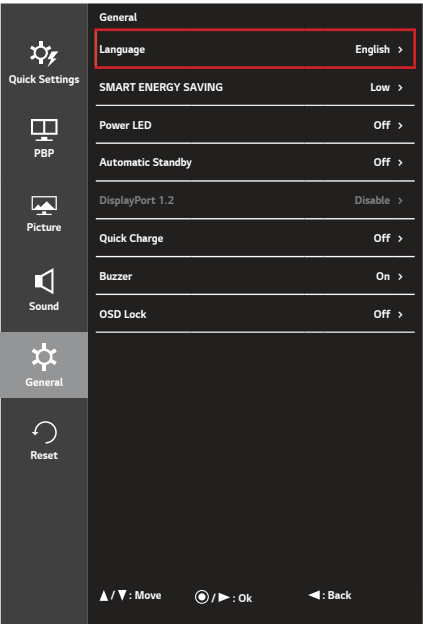 General
Language English >
Quick Settings
SMART ENERGY SAVING Low >
Power LED Off >
PBP
Automatic Standby Off >
DisplayPort 1.2 Disable >
Picture
Quick Charge Off >
Buzzer On >
Sound
OSD Lock Off >
General
Reset
▲/▼: Move ◉/►: Ok ◄: Back